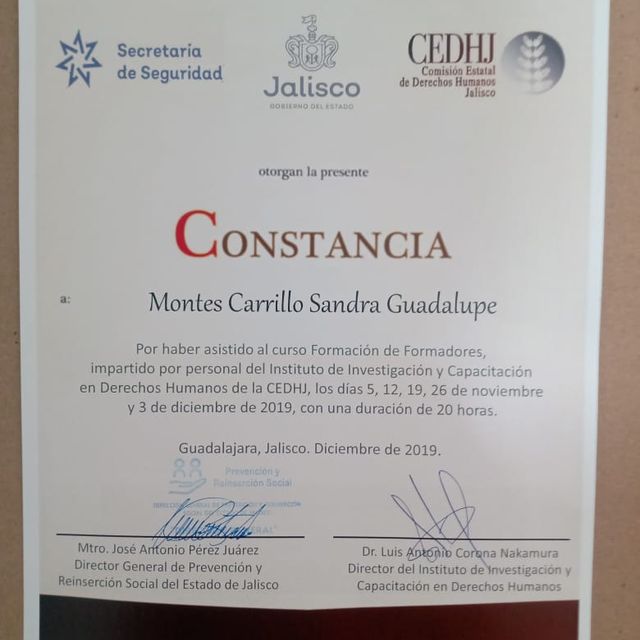 Secretaría
de Seguridad
Jalisco
GOBIERNO DEL ESTADO
CEDHJ
Comisión Estatal
de Derechos Humanos
Jalisco
otorgan la presente
CONSTANCIA
a:
Montes Carrillo Sandra Guadalupe
Por haber asistido al curso Formación de Formadores,
impartido por personal del Instituto de Investigación y Capacitación
en Derechos Humanos de la CEDHJ, los días 5, 12, 19, 26 de noviembre
y 3 de diciembre de 2019, con una duración de 20 horas.
Guadalajara, Jalisco. Diciembre de 2019.
Prevención y
Reinserción Social
Mtro. José Antonio Pérez Juárez
Director General de Prevención y
Reinserción Social del Estado de Jalisco
Dr. Luis Antonio Corona Nakamura
Director del Instituto de Investigación y
Capacitación en Derechos Humanos